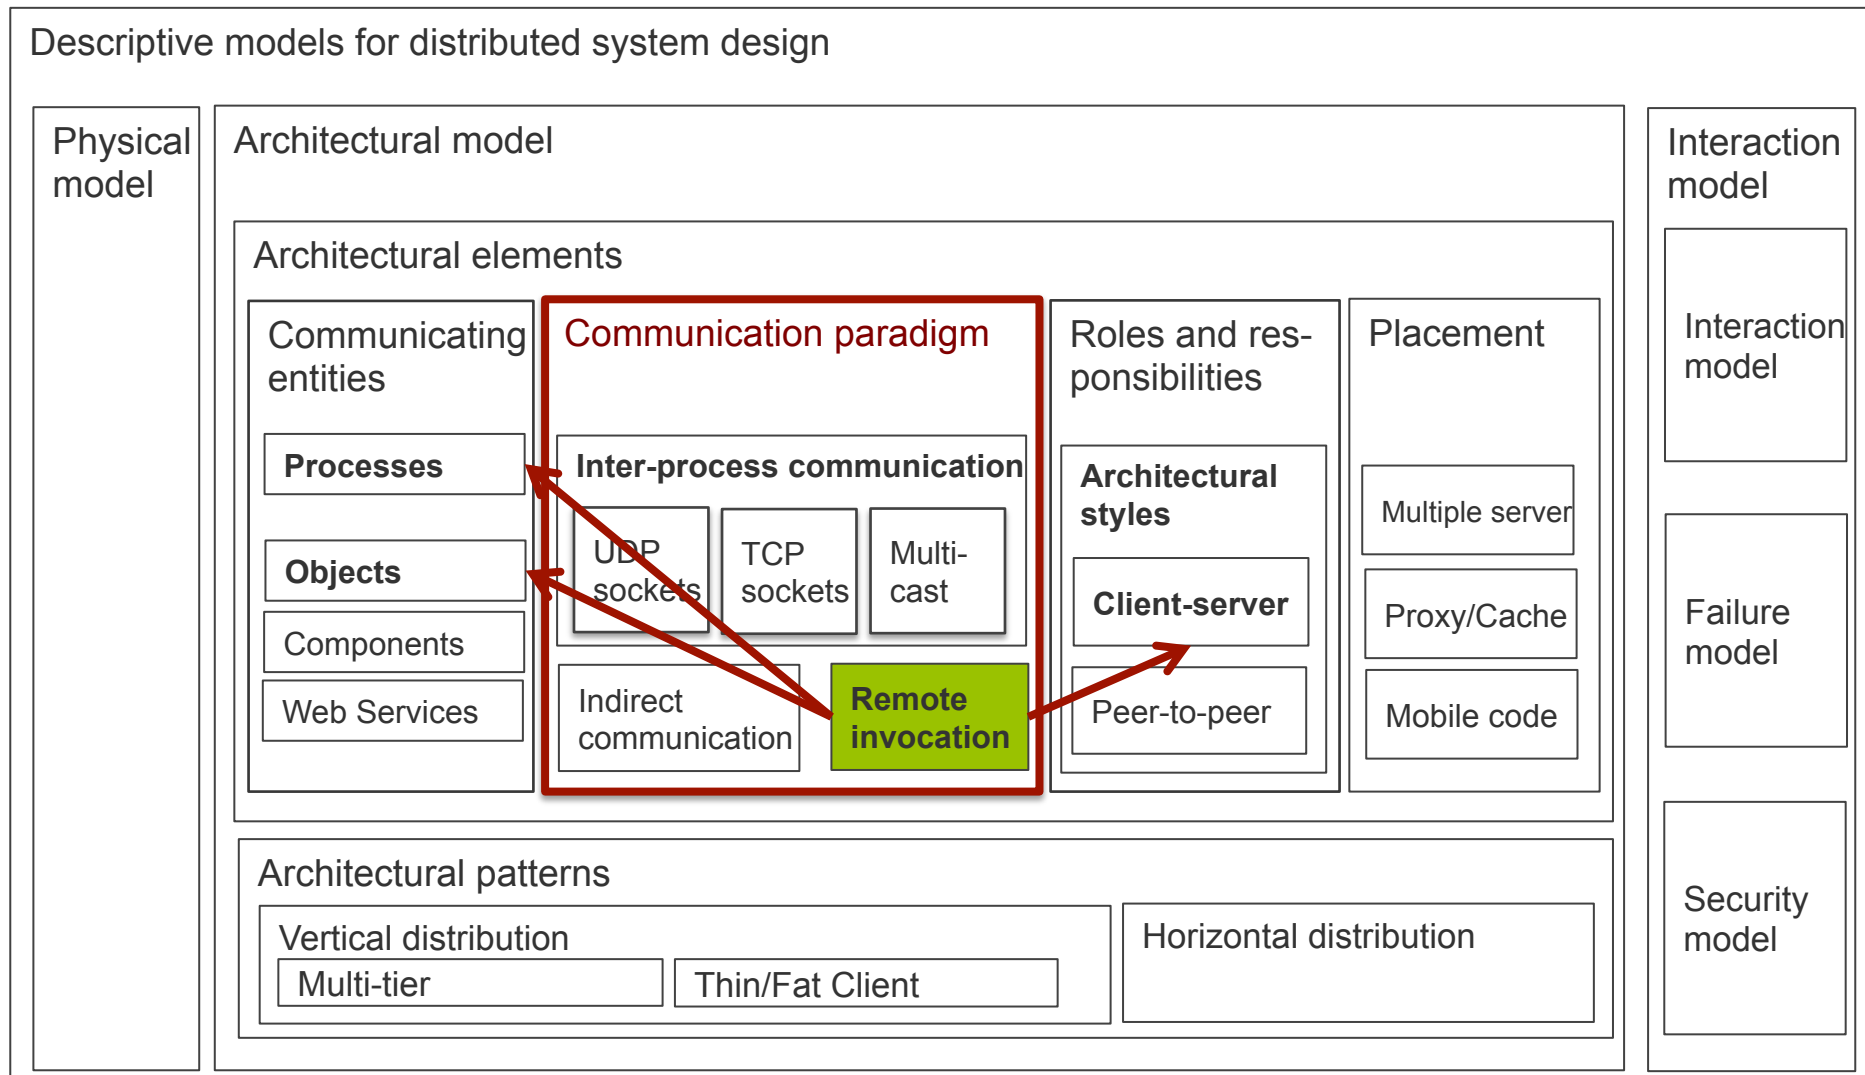 Descriptive models for distributed system design
Physical
model
Architectural model
Architectural elements
Communicating
entities
Processes
Objects
Components
Web Services
Communication paradigm
Inter-process communication
UDP
sockets
TCP
sockets
Multi-
cast
Indirect
communication
Remote
invocation
Roles and res-
ponsibilities
Architectural
styles
Client-server
Peer-to-peer
Placement
Multiple server
Proxy/Cache
Mobile code
Architectural patterns
Vertical distribution
Multi-tier
Thin/Fat Client
Horizontal distribution
Interaction
model
Interaction
model
Failure
model
Security
model